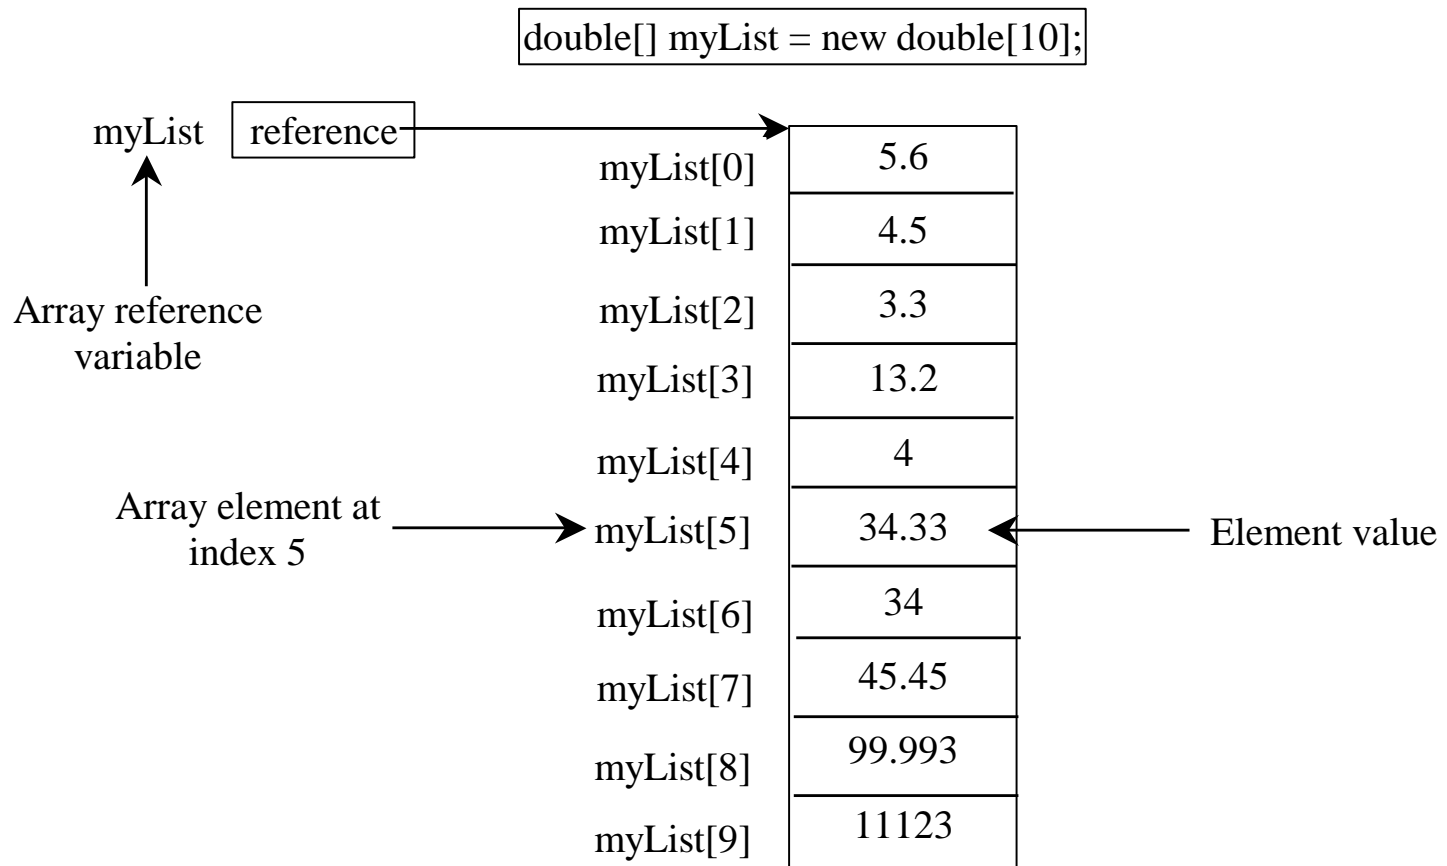 double[] myList = new double[10];
myList reference
myList[0] 5.6
myList[1] 4.5
Array reference
variable
myList[2] 3.3
myList[3] 13.2
myList[4] 4
Array element at
index 5
myList[5] 34.33 Element value
myList[6] 34
myList[7] 45.45
myList[8] 99.993
myList[9] 11123